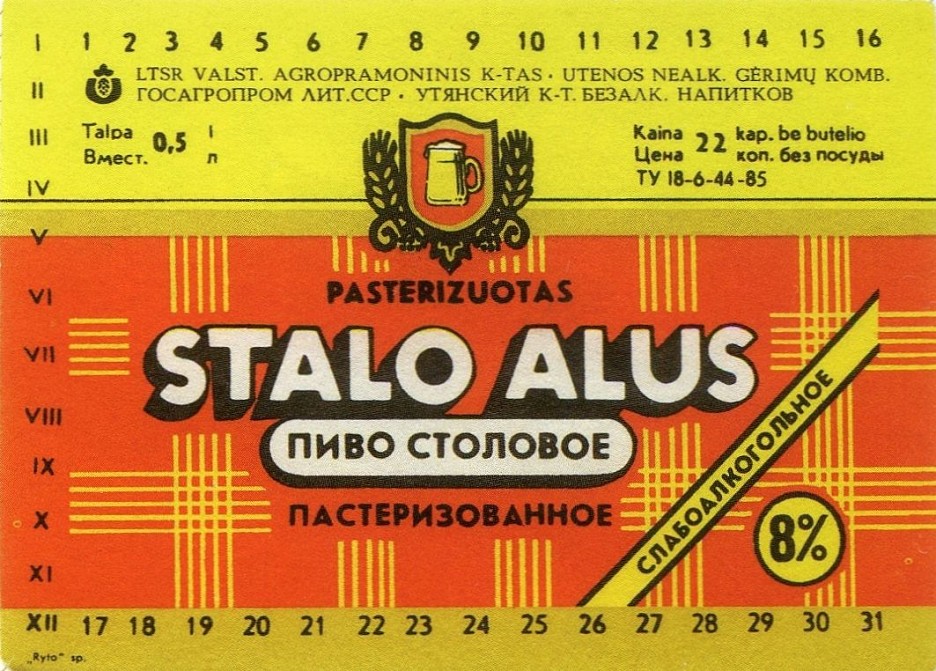 I 1 2 3 4 5 6 7 8 9 10 11 12 13 14 15 16
LTSR VALST. AGROPRAMONINIS K-TAS · UTENOS NEALK. GĖRIMŲ KOMB.
II
ГОСАГРОПРОМ ЛИТ.ССР · УТЯНСКИЙ К-Т. БЕЗАЛК. НАПИТКОВ
III
Talpa 0,5 l
Вмест. л
Kaina 22 kap. be butelio
Цена коп. без посуды
ТУ 18-6-44-85
IV
V
VI
PASTERIZUOTAS
VII
STALO ALUS
VIII
ПИВО СТОЛОВОЕ
IX
X
ПАСТЕРИЗОВАННОЕ
СЛАБОАЛКОГОЛЬНОЕ
8%
XI
XII 17 18 19 20 21 22 23 24 25 26 27 28 29 30 31
„Ryto" sp.